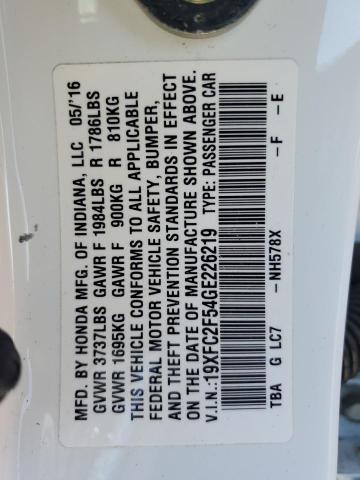 MFD. BY HONDA MFG. OF INDIANA, LLC 05/'16
GVWR 3737LBS GAWR F 1984LBS R 1786LBS
GVWR 1695KG GAWR F 900KG R 810KG
THIS VEHICLE CONFORMS TO ALL APPLICABLE
FEDERAL MOTOR VEHICLE SAFETY, BUMPER,
AND THEFT PREVENTION STANDARDS IN EFFECT
ON THE DATE OF MANUFACTURE SHOWN ABOVE.
V.I.N.:19XFC2F54GE226219 TYPE: PASSENGER CAR
TBA G LC7 -NH578X -F -E